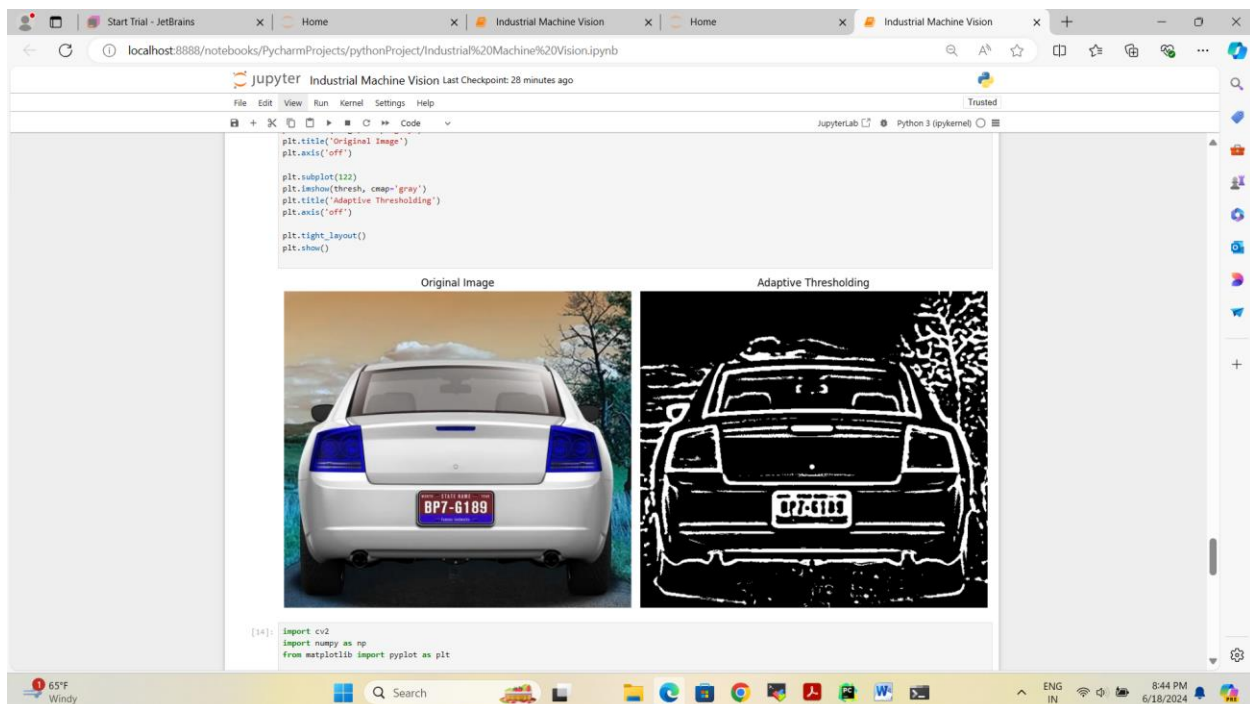 Start Trial - JetBrains
Home
Industrial Machine Vision
Home
Industrial Machine Vision
localhost:8888/notebooks/PycharmProjects/pythonProject/Industrial%20Machine%20Vision.ipynb
jupyter Industrial Machine Vision Last Checkpoint: 28 minutes ago
File Edit View Run Kernel Settings Help Trusted
Code JupyterLab Python 3 (ipykernel)
plt.title('Original Image')
plt.axis('off')
plt.subplot(122)
plt.imshow(thresh, cmap='gray')
plt.title('Adaptive Thresholding')
plt.axis('off')
plt.tight_layout()
plt.show()
Original Image
Adaptive Thresholding
STATE NAME
BP7-G189
BP7-G189
[14]: import cv2
import numpy as np
from matplotlib import pyplot as plt
1
65°F
Windy
Search
ENG
IN
8:44 PM
6/18/2024